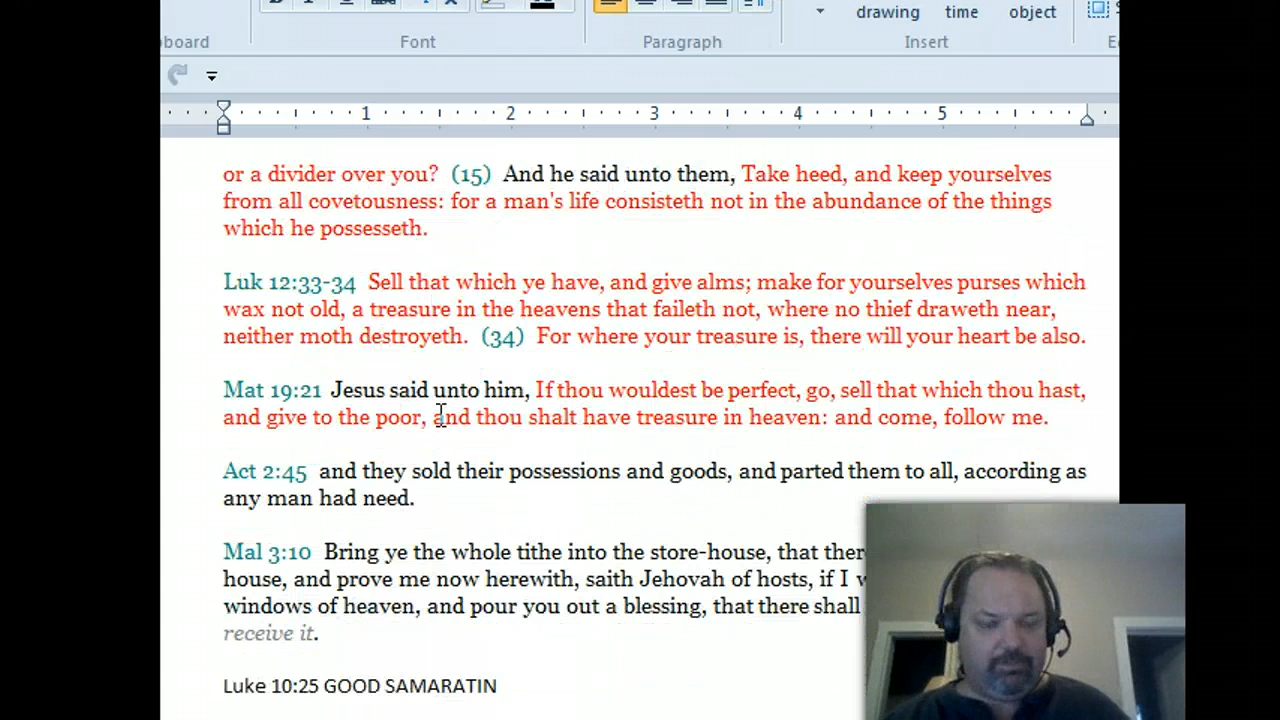 drawing time object
board Font Paragraph Insert
1 2 3 4 5
or a divider over you? (15) And he said unto them, Take heed, and keep yourselves
from all covetousness: for a man's life consisteth not in the abundance of the things
which he possesseth.
Luk 12:33-34 Sell that which ye have, and give alms; make for yourselves purses which
wax not old, a treasure in the heavens that faileth not, where no thief draweth near,
neither moth destroyeth. (34) For where your treasure is, there will your heart be also.
Mat 19:21 Jesus said unto him, If thou wouldest be perfect, go, sell that which thou hast,
and give to the poor, and thou shalt have treasure in heaven: and come, follow me.
Act 2:45 and they sold their possessions and goods, and parted them to all, according as
any man had need.
Mal 3:10 Bring ye the whole tithe into the store-house, that ther
house, and prove me now herewith, saith Jehovah of hosts, if I w
windows of heaven, and pour you out a blessing, that there shall
receive it.
Luke 10:25 GOOD SAMARATIN